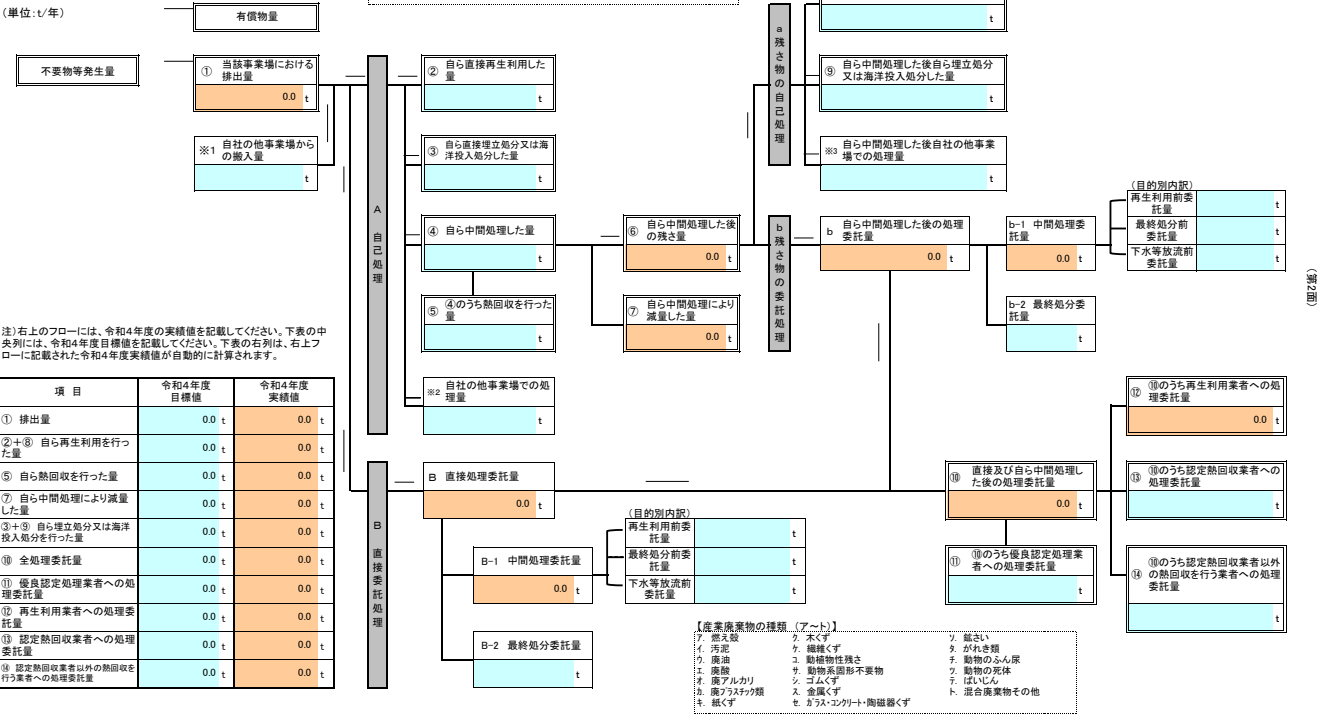 （単位:t/年）
有償物量
不要物等発生量
① 当該事業場における
排出量
0.0 t
※1 自社の他事業場から
の搬入量
t
A 自己処理
② 自ら直接再生利用した
量
t
③ 自ら直接埋立処分又は海
洋投入処分した量
t
④ 自ら中間処理した量
t
⑤ ④のうち熱回収を行った
量
t
※2 自社の他事業場での処
理量
t
⑥ 自ら中間処理した後
の残さ量
0.0 t
⑦ 自ら中間処理により
減量した量
0.0 t
a 残さ物の自己処理
t
⑨ 自ら中間処理した後自ら埋立処分
又は海洋投入処分した量
t
※3 自ら中間処理した後自社の他事業
場での処理量
t
b 残さ物の委託処理
b 自ら中間処理した後の処理
委託量
0.0 t
b-1 中間処理委
託量
0.0 t
b-2 最終処分委
託量
t
（目的別内訳）
再生利用前委
託量
t
最終処分前
委託量
t
下水等放流前
委託量
t
（第2面）
注）右上のフローには、令和４年度の実績値を記載してください。下表の中
央列には、令和４年度目標値を記載してください。下表の右列は、右上フ
ローに記載された令和４年度実績値が自動的に計算されます。
項 目
令和４年度
目標値
令和４年度
実績値
① 排出量
0.0 t 0.0 t
②＋⑧ 自ら再生利用を行っ
た量
0.0 t 0.0 t
⑤ 自ら熱回収を行った量
0.0 t 0.0 t
⑦ 自ら中間処理により減量
した量
0.0 t 0.0 t
③＋⑨ 自ら埋立処分又は海洋
投入処分を行った量
0.0 t 0.0 t
⑩ 全処理委託量
0.0 t 0.0 t
⑪ 優良認定処理業者への処
理委託量
0.0 t 0.0 t
⑫ 再生利用業者への処理委
託量
0.0 t 0.0 t
⑬ 認定熱回収業者への処理
委託量
0.0 t 0.0 t
⑭ 認定熱回収業者以外の熱回収を
行う業者への処理委託量
0.0 t 0.0 t
B 直接委託処理
B 直接処理委託量
0.0 t
B-1 中間処理委託量
0.0 t
B-2 最終処分委託量
t
（目的別内訳）
再生利用前委
託量
t
最終処分前委
託量
t
下水等放流前
委託量
t
⑩ 直接及び自ら中間処理し
た後の処理委託量
0.0 t
⑪ ⑩のうち優良認定処理業
者への処理委託量
t
⑫ ⑩のうち再生利用業者への処
理委託量
0.0 t
⑬ ⑩のうち認定熱回収業者への
処理委託量
t
⑭ ⑩のうち認定熱回収業者以外
の熱回収を行う業者への処理
委託量
t
【産業廃棄物の種類 （ア～ト）】
ア. 燃え殻
イ. 汚泥
ウ. 廃油
エ. 廃酸
オ. 廃アルカリ
カ. 廃プラスチック類
キ. 紙くず
ク. 木くず
ケ. 繊維くず
コ. 動植物性残さ
サ. 動物系固形不要物
シ. ゴムくず
ス. 金属くず
セ. ガラス・コンクリート・陶磁器くず
ソ. 鉱さい
タ. がれき類
チ. 動物のふん尿
ツ. 動物の死体
テ. ばいじん
ト. 混合廃棄物その他